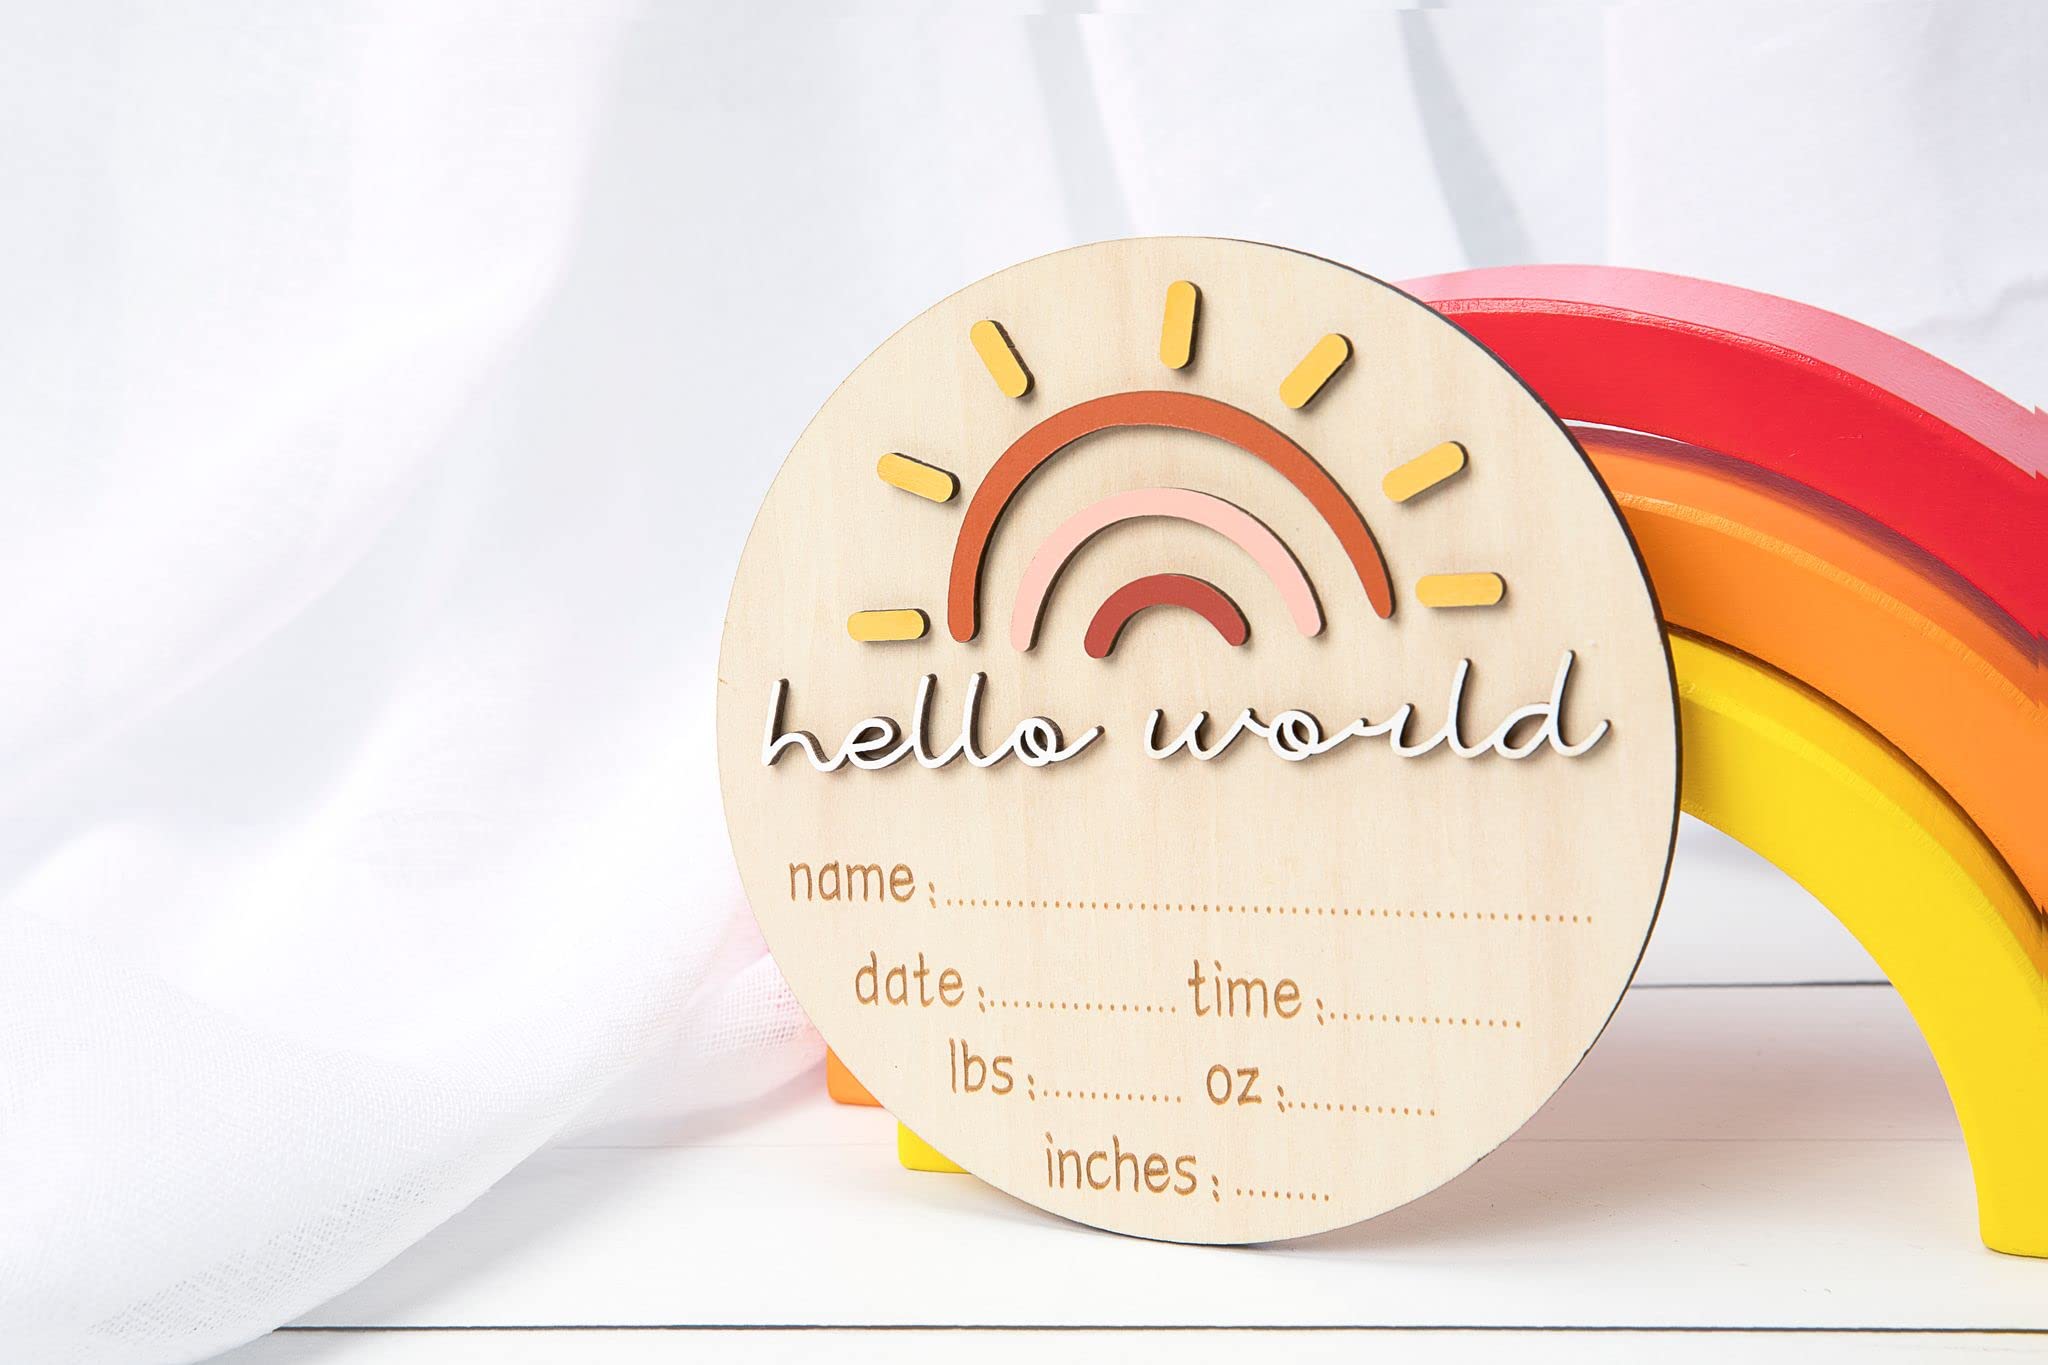 hello world
name:......................................................
date:................ time:.................
lbs:............ oz:.............
inches:........